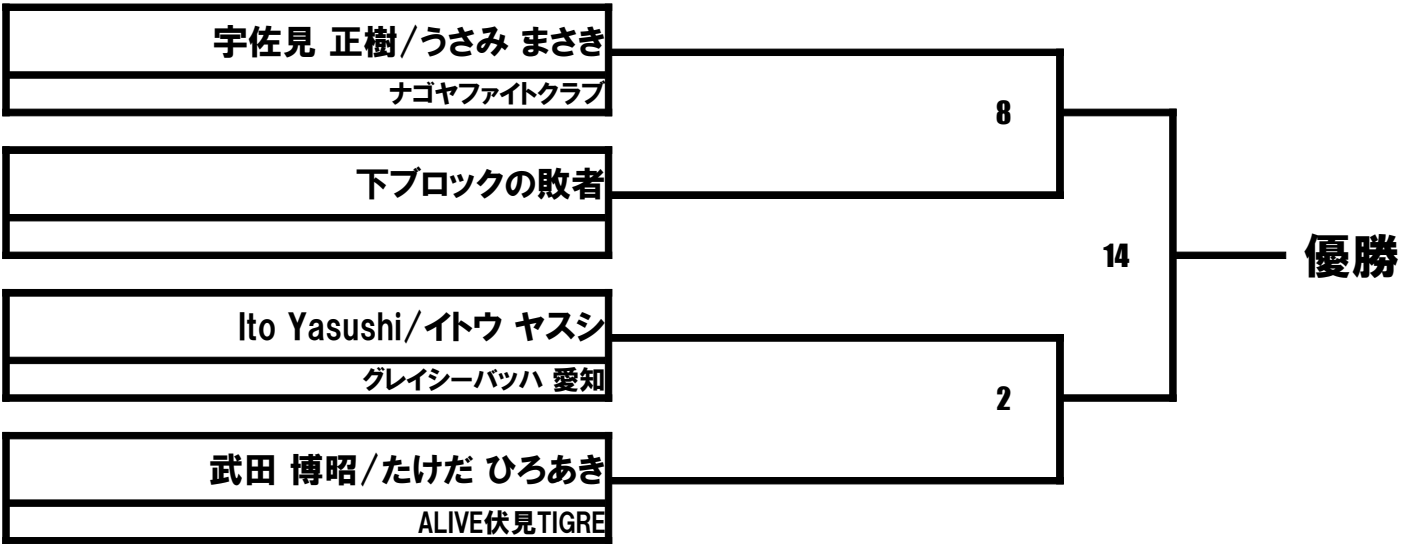 宇佐見 正樹/うさみ まさき
ナゴヤファイトクラブ
8
下ブロックの敗者
14
優勝
Ito Yasushi/イトウ ヤスシ
グレイシーバッハ 愛知
2
武田 博昭/たけだ ひろあき
ALIVE伏見TIGRE